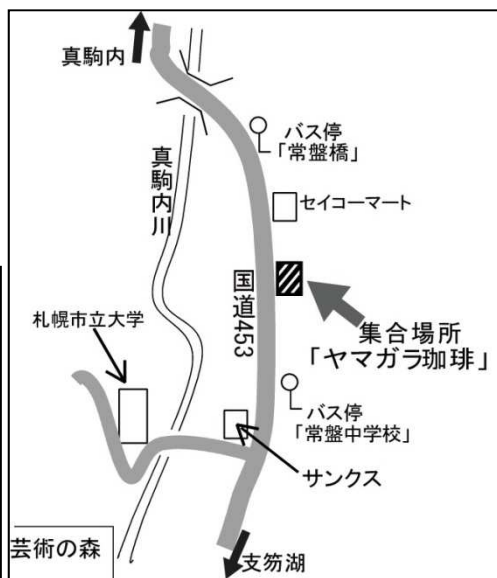 真駒内
バス停
「常盤橋」
真駒内川
セイコーマート
国道453
集合場所
「ヤマガラ珈琲」
札幌市立大学
バス停
「常盤中学校」
サンクス
芸術の森
支笏湖